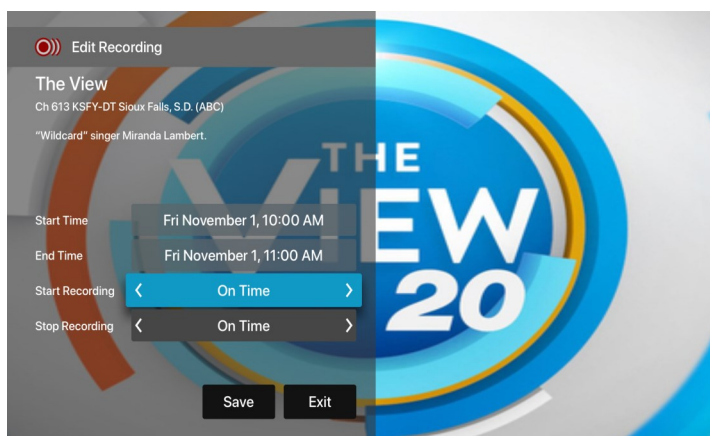 Edit Recording
The View
Ch 613 KSFY-DT Sioux Falls, S.D. (ABC)
"Wildcard" singer Miranda Lambert.
Start Time Fri November 1, 10:00 AM
End Time Fri November 1, 11:00 AM
Start Recording < On Time >
Stop Recording < On Time >
Save Exit
THE
VIEW
20